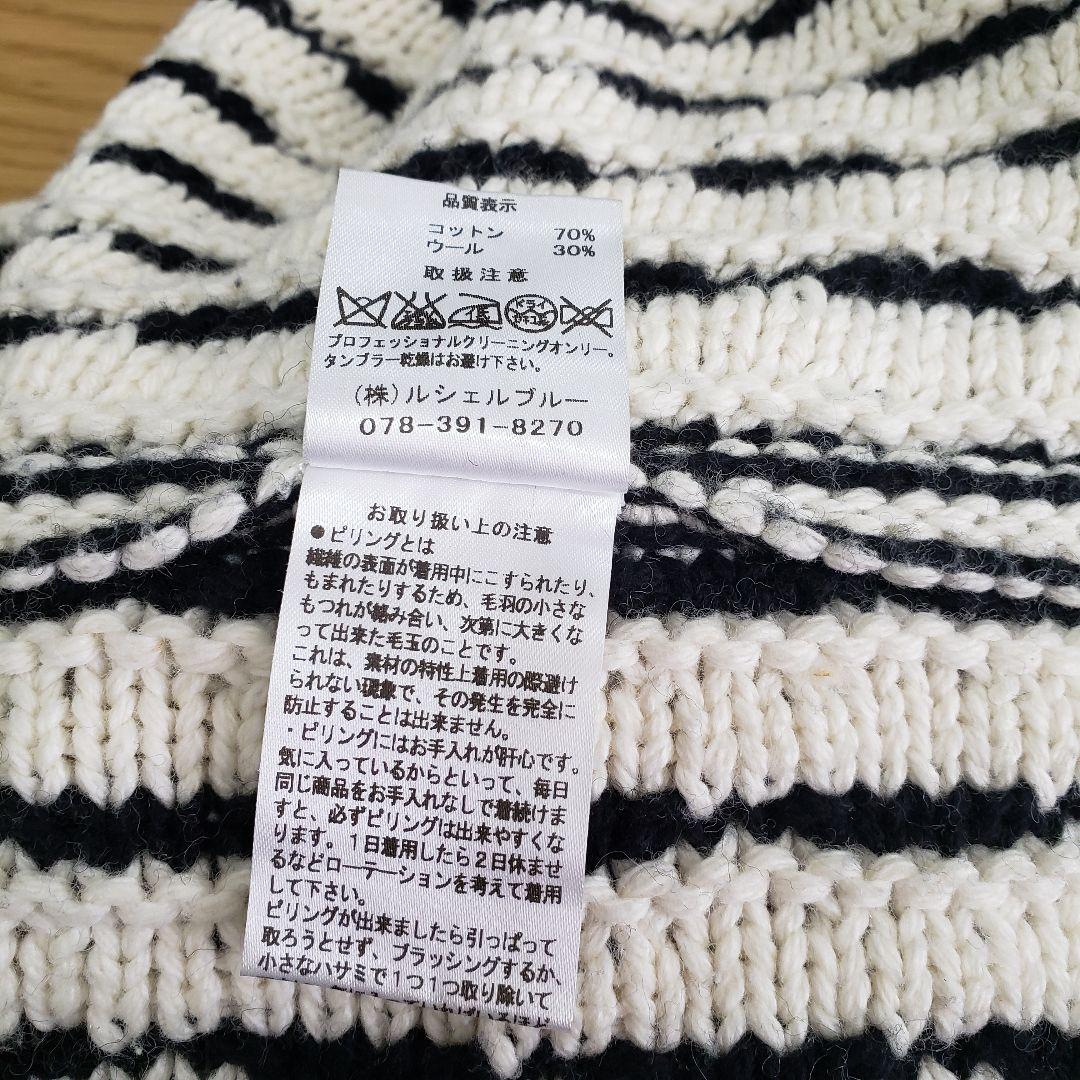 品質表示
コットン 70%
ウール 30%
取扱注意
ドライ
プロフェッショナルクリーニングオンリー。
タンブラー乾燥はお避け下さい。
(株)ルシェルブルー
078-391-8270
お取り扱い上の注意
●ピリングとは
繊維の表面が着用中にこすられたり、
もまれたりするため、毛羽の小さな
もつれが絡み合い、次第に大きくな
って出来た毛玉のことです。
これは、素材の特性上着用の際避け
られない現象で、その発生を完全に
防止することは出来ません。
・ピリングにはお手入れが肝心です。
気に入っているからといって、毎日
同じ商品をお手入れなしで着続けま
すと、必ずピリングは出来やすくな
ります。1日着用したら2日休ませ
るなどローテーションを考えて着用
して下さい。
ピリングが出来ましたら引っぱって
取ろうとせず、ブラッシングするか、
小さなハサミで1つ1つ取り除いて